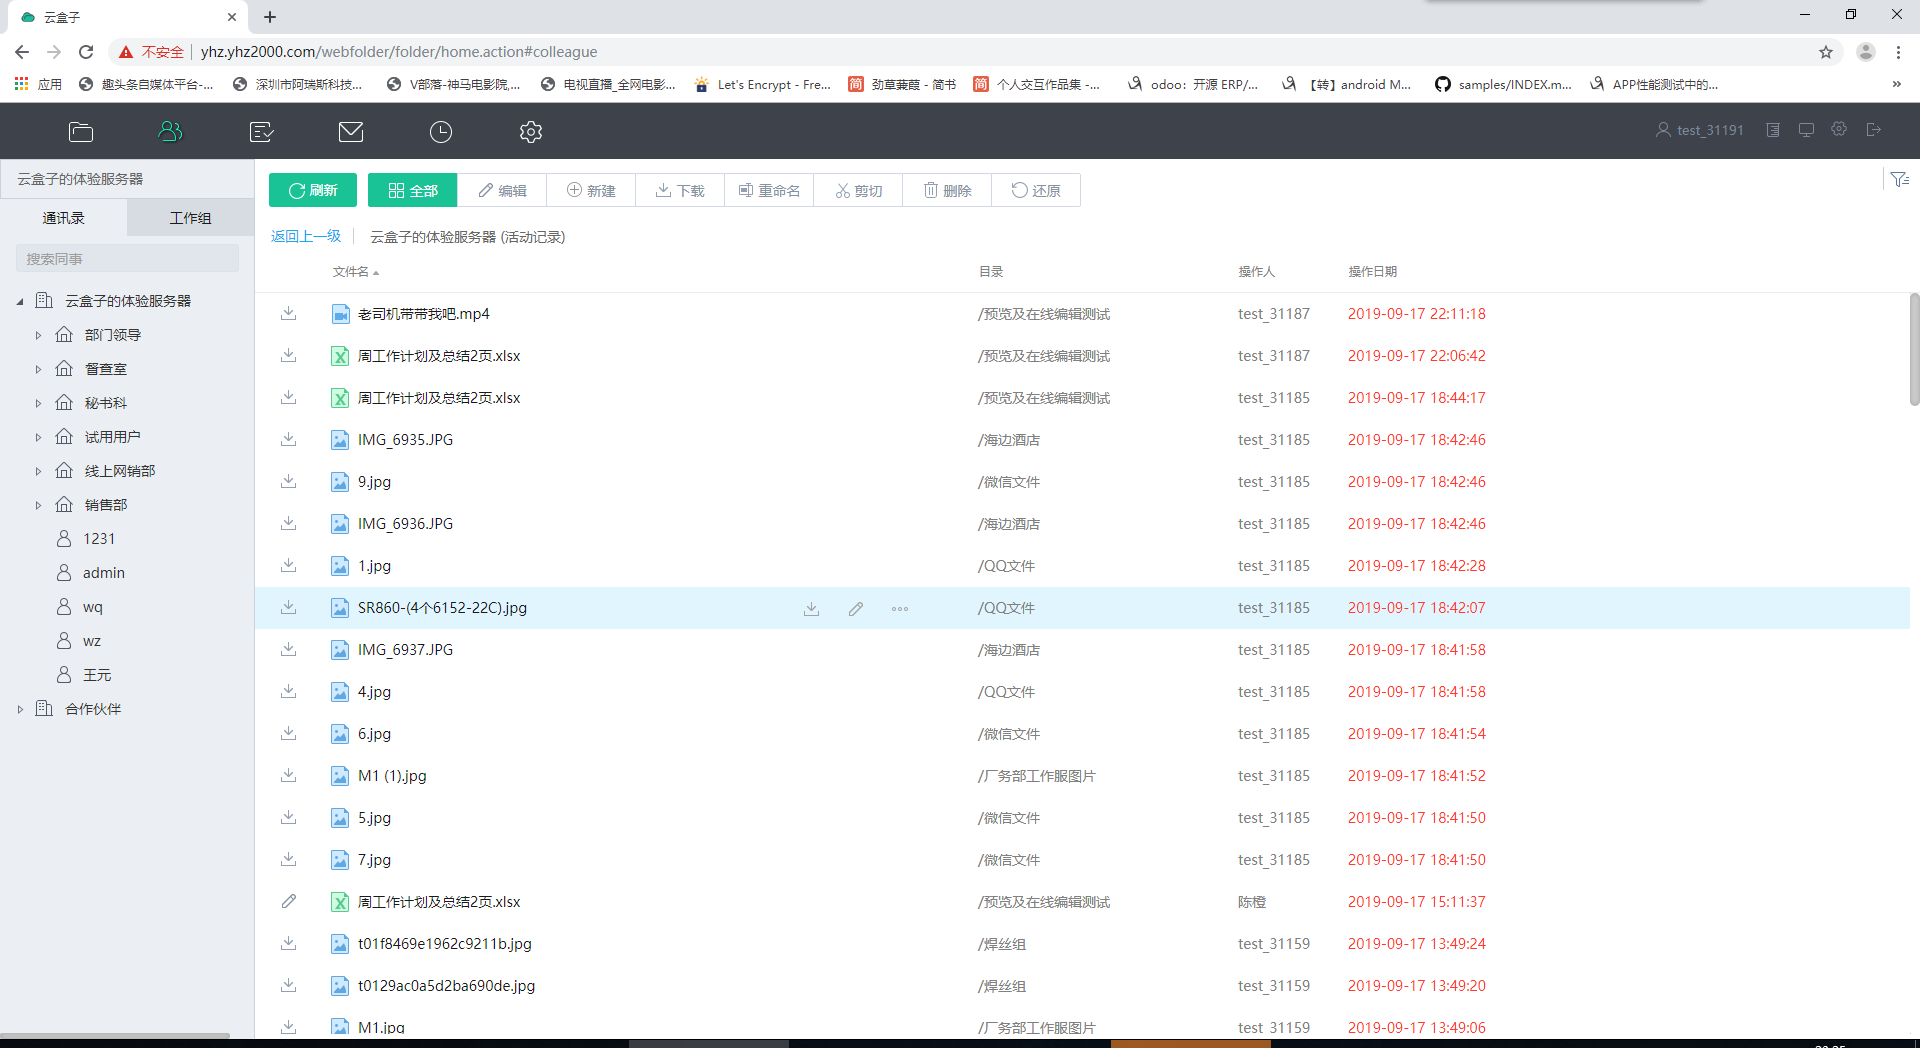 云盒子
不安全 yhz.yhz2000.com/webfolder/folder/home.action#colleague
应用 趣头条自媒体平台-... 深圳市阿瑞斯科技... V部落-神马电影院,... 电视直播_全网电影... Let's Encrypt - Fre... 简 劲草蒹葭 - 简书 简 个人交互作品集 -... odoo：开源 ERP/... 【转】android M... samples/INDEX.m... APP性能测试中的... »
test_31191
云盒子的体验服务器
通讯录 工作组
搜索同事
云盒子的体验服务器
部门领导
督查室
秘书科
试用用户
线上网销部
销售部
1231
admin
wq
wz
王元
合作伙伴
刷新 全部 编辑 新建 下载 重命名 剪切 删除 还原
返回上一级 云盒子的体验服务器 (活动记录)
文件名 目录 操作人 操作日期
老司机带带我吧.mp4 /预览及在线编辑测试 test_31187 2019-09-17 22:11:18
周工作计划及总结2页.xlsx /预览及在线编辑测试 test_31187 2019-09-17 22:06:42
周工作计划及总结2页.xlsx /预览及在线编辑测试 test_31185 2019-09-17 18:44:17
IMG_6935.JPG /海边酒店 test_31185 2019-09-17 18:42:46
9.jpg /微信文件 test_31185 2019-09-17 18:42:46
IMG_6936.JPG /海边酒店 test_31185 2019-09-17 18:42:46
1.jpg /QQ文件 test_31185 2019-09-17 18:42:28
SR860-(4个6152-22C).jpg /QQ文件 test_31185 2019-09-17 18:42:07
IMG_6937.JPG /海边酒店 test_31185 2019-09-17 18:41:58
4.jpg /QQ文件 test_31185 2019-09-17 18:41:58
6.jpg /微信文件 test_31185 2019-09-17 18:41:54
M1 (1).jpg /厂务部工作服图片 test_31185 2019-09-17 18:41:52
5.jpg /微信文件 test_31185 2019-09-17 18:41:50
7.jpg /微信文件 test_31185 2019-09-17 18:41:50
周工作计划及总结2页.xlsx /预览及在线编辑测试 陈橙 2019-09-17 15:11:37
t01f8469e1962c9211b.jpg /焊丝组 test_31159 2019-09-17 13:49:24
t0129ac0a5d2ba690de.jpg /焊丝组 test_31159 2019-09-17 13:49:20
M1.jpg /厂务部工作服图片 test_31159 2019-09-17 13:49:06